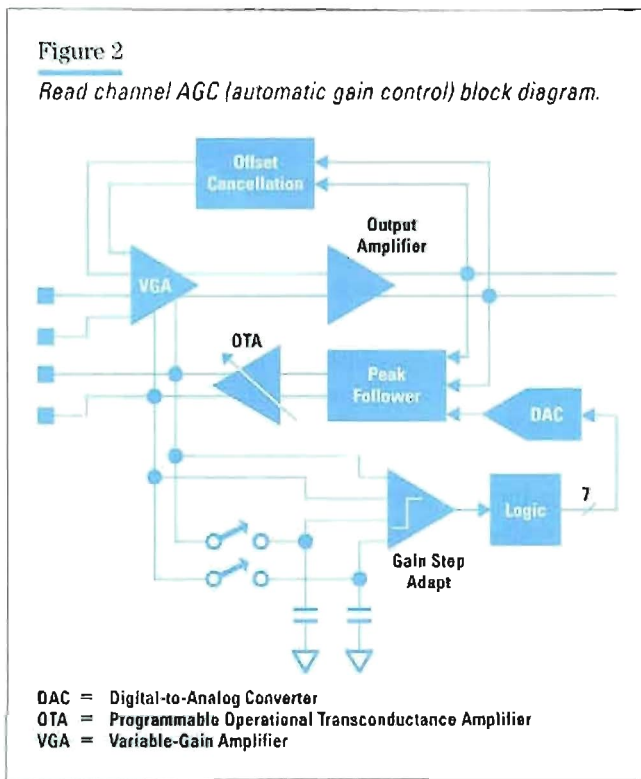 Figure 2
Read channel AGC (automatic gain control) block diagram.
Offset
Cancellation
Output
Amplifier
VGA
OTA
Peak
Follower
DAC
7
Logic
Gain Step
Adapt
DAC = Digital-to-Analog Converter
OTA = Programmable Operational Transconductance Amplifier
VGA = Variable-Gain Amplifier